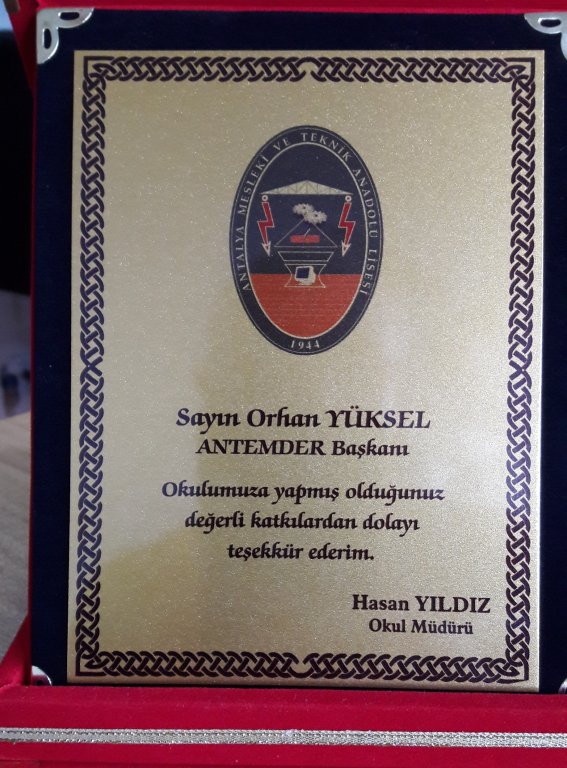 ANTALYA MESLEKİ VE TEKNİK ANADOLU LİSESİ
1944
Sayın Orhan YÜKSEL
ANTEMDER Başkanı
Okulumuza yapmış olduğunuz
değerli katkılardan dolayı
teşekkür ederim.
Hasan YILDIZ
Okul Müdürü